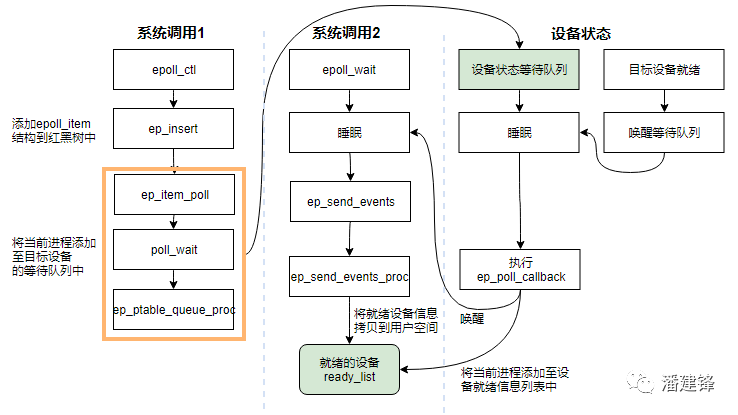 系统调用1
系统调用2
设备状态
epoll_ctl
添加epoll_item
结构到红黑树中
ep_insert
ep_item_poll
将当前进程添加
至目标设备
的等待队列中
poll_wait
ep_ptable_queue_proc
epoll_wait
睡眠
ep_send_events
ep_send_events_proc
将就绪设备信息
拷贝到用户空间
就绪的设备
ready_list
设备状态等待队列
目标设备就绪
睡眠
唤醒等待队列
执行
ep_poll_callback
唤醒
将当前进程添加至设
备就绪信息列表中
潘建锋